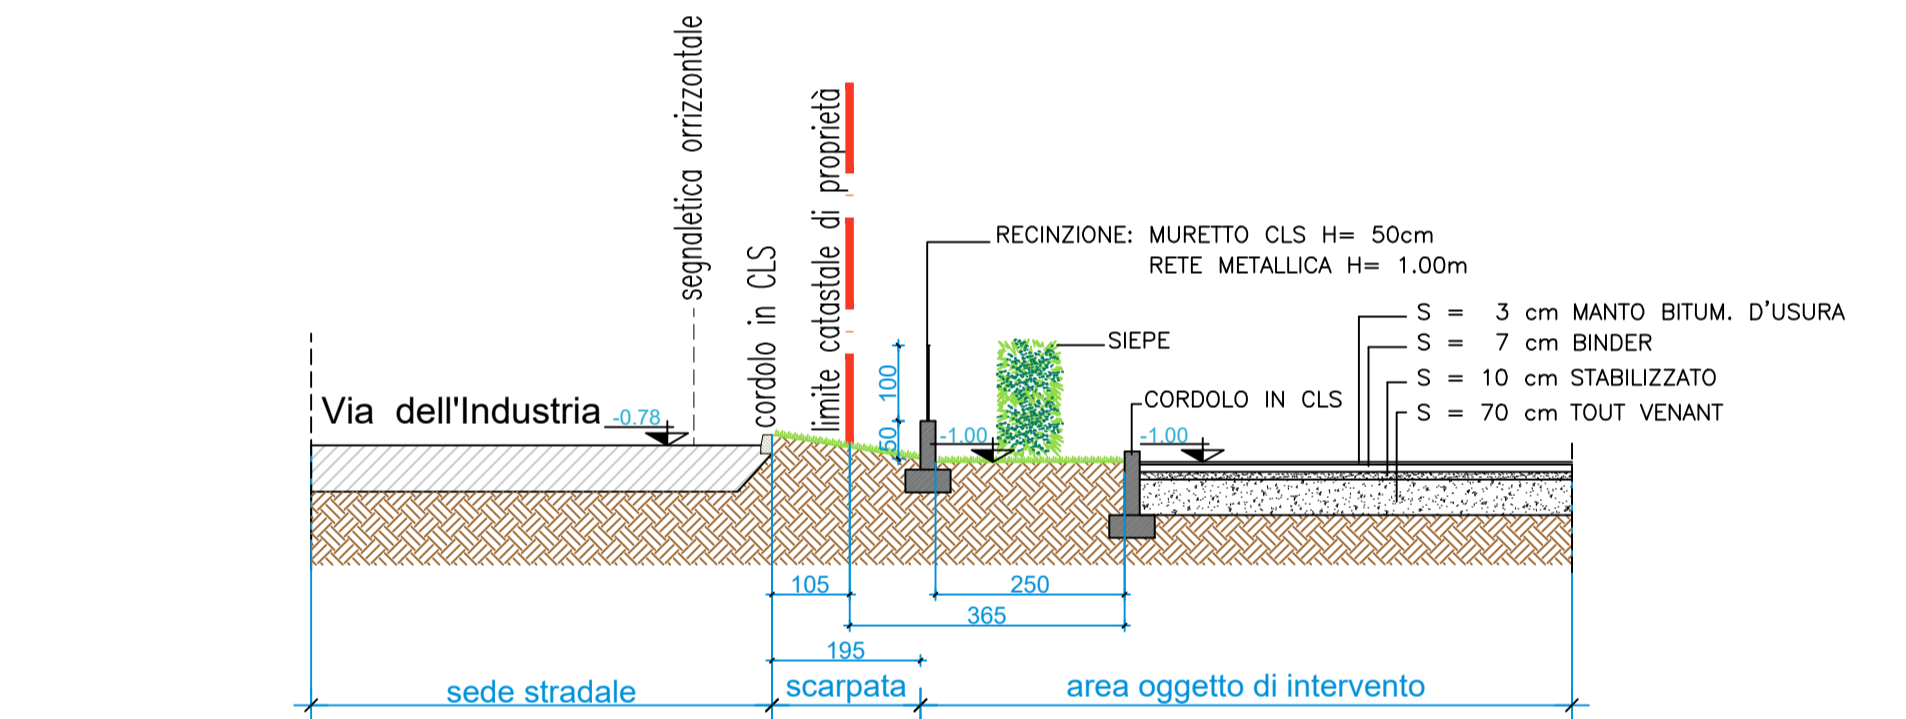 segnaletica orrizzontale
cordolo in CLS
limite catastale di proprietà
RECINZIONE: MURETTO CLS H= 50cm
RETE METALLICA H= 1.00m
S = 3 cm MANTO BITUM. D'USURA
S = 7 cm BINDER
S = 10 cm STABILIZZATO
S = 70 cm TOUT VENANT
SIEPE
CORDOLO IN CLS
100
50
Via dell'Industria
-0.78
-1.00
-1.00
105
250
365
195
sede stradale
scarpata
area oggetto di intervento